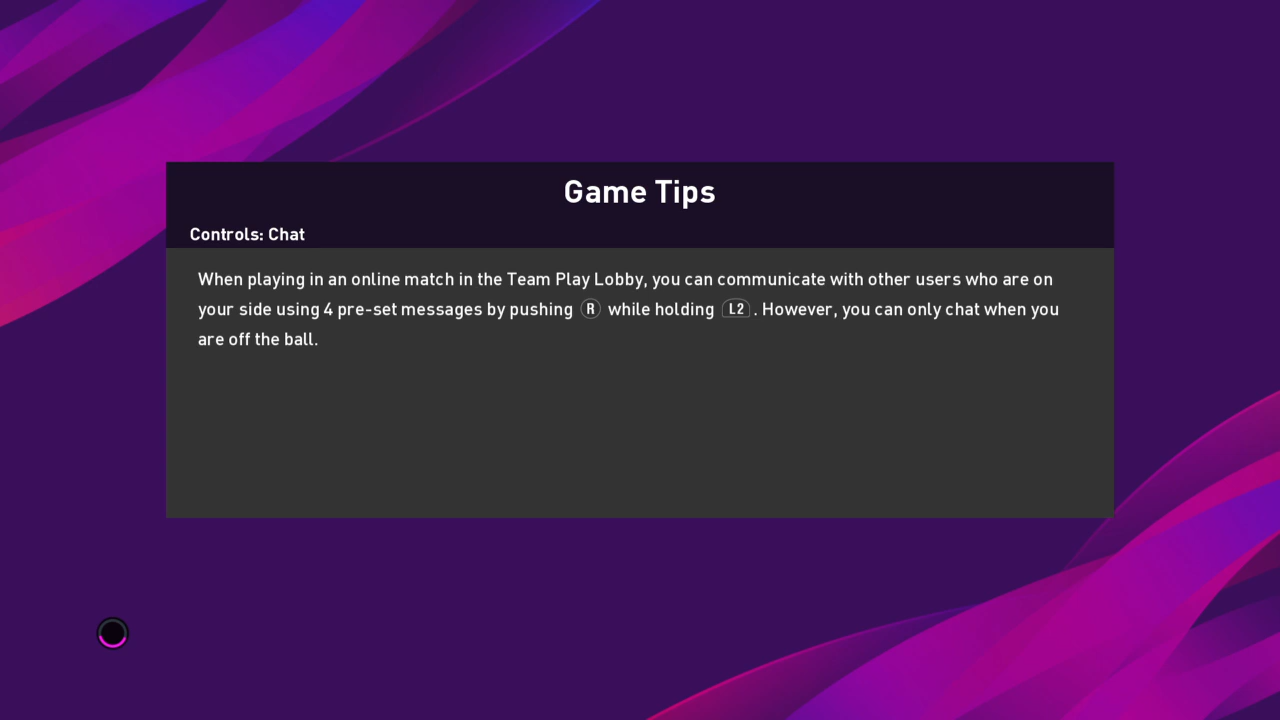 Game Tips
Controls: Chat
When playing in an online match in the Team Play Lobby, you can communicate with other users who are on
your side using 4 pre-set messages by pushing R while holding L2. However, you can only chat when you
are off the ball.